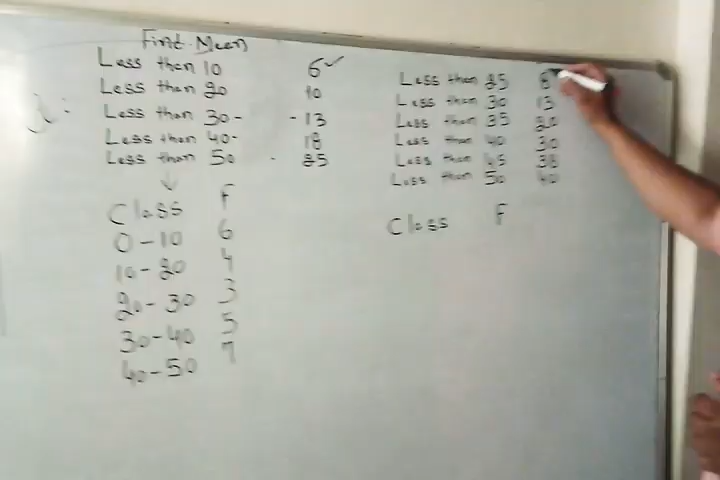 Find Mean
Less than 10 6 ✓
Less than 20 10
Less than 30 - - 13
Less than 40 - 18
Less than 50 - 25
↓
Class F
0-10 6
10-20 4
20-30 3
30-40 5
40-50 7
Less than 25
Less than 30 13
Less than 35 20
Less than 40 30
Less than 45 38
Less than 50 40
Class F